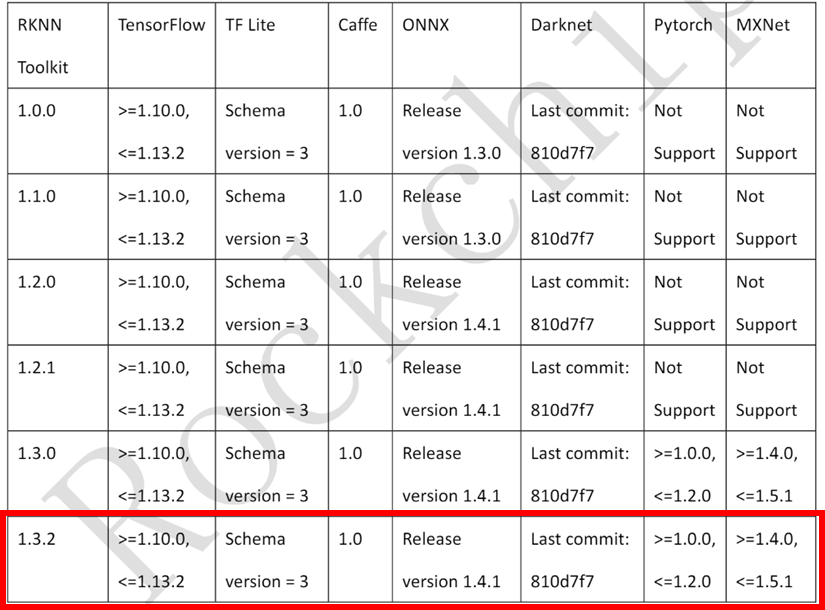 RKNN Toolkit TensorFlow TF Lite Caffe ONNX Darknet Pytorch MXNet
1.0.0 >=1.10.0, Schema 1.0 Release Last commit: Not Not
<=1.13.2 version = 3 version 1.3.0 810d7f7 Support Support
1.1.0 >=1.10.0, Schema 1.0 Release Last commit: Not Not
<=1.13.2 version = 3 version 1.3.0 810d7f7 Support Support
1.2.0 >=1.10.0, Schema 1.0 Release Last commit: Not Not
<=1.13.2 version = 3 version 1.4.1 810d7f7 Support Support
1.2.1 >=1.10.0, Schema 1.0 Release Last commit: Not Not
<=1.13.2 version = 3 version 1.4.1 810d7f7 Support Support
1.3.0 >=1.10.0, Schema 1.0 Release Last commit: >=1.0.0, >=1.4.0,
<=1.13.2 version = 3 version 1.4.1 810d7f7 <=1.2.0 <=1.5.1
1.3.2 >=1.10.0, Schema 1.0 Release Last commit: >=1.0.0, >=1.4.0,
<=1.13.2 version = 3 version 1.4.1 810d7f7 <=1.2.0 <=1.5.1
Rockchip